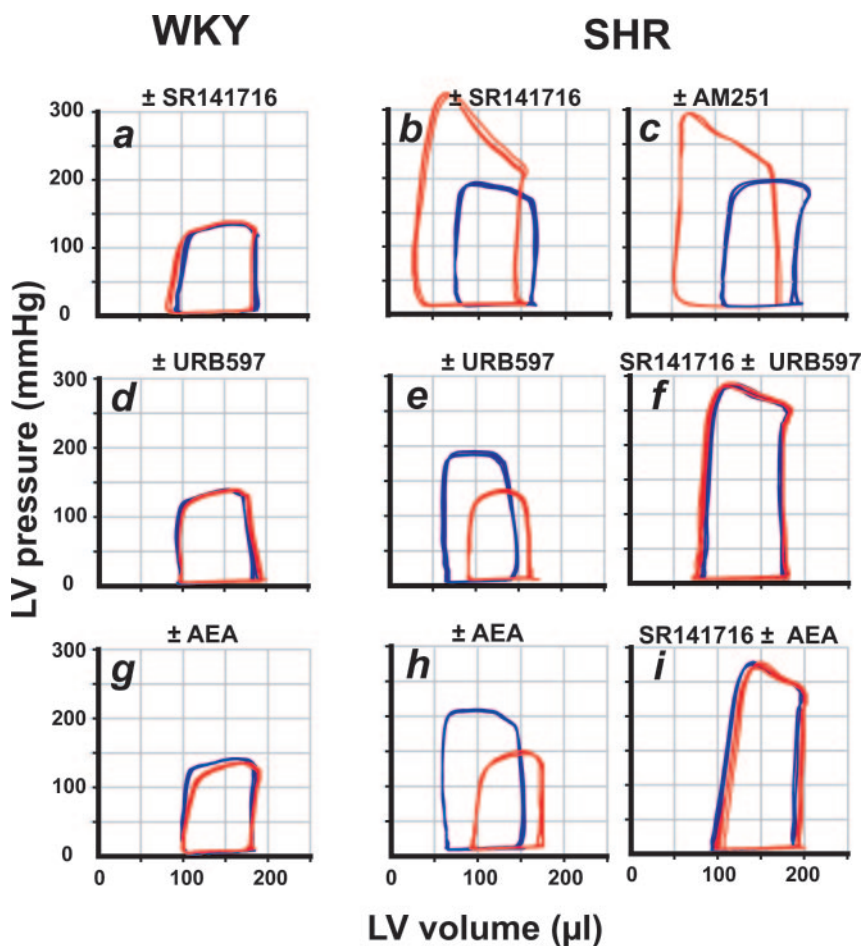 WKY SHR
± SR141716 ± SR141716 ± AM251
300 a b c
200
100
0
± URB597 ± URB597 SR141716 ± URB597
300 d e f
200
100
0
± AEA ± AEA SR141716 ± AEA
300 g h i
200
100
0
0 100 200 0 100 200 0 100 200
LV pressure (mmHg)
LV volume (µl)